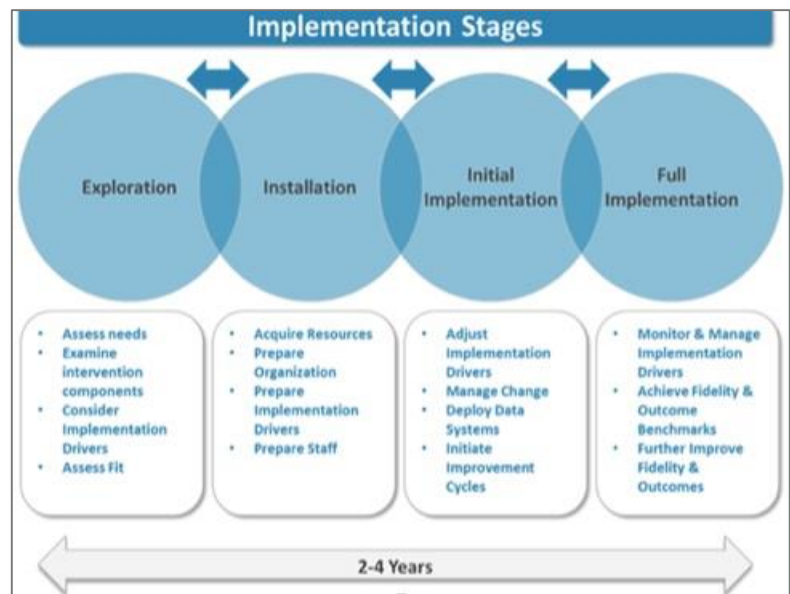 Implementation Stages
Exploration
Installation
Initial
Implementation
Full
Implementation
• Assess needs
• Examine
intervention
components
• Consider
Implementation
Drivers
• Assess Fit
• Acquire Resources
• Prepare
Organization
• Prepare
Implementation
Drivers
• Prepare Staff
• Adjust
Implementation
Drivers
• Manage Change
• Deploy Data
Systems
• Initiate
Improvement
Cycles
• Monitor & Manage
Implementation
Drivers
• Achieve Fidelity &
Outcome
Benchmarks
• Further Improve
Fidelity &
Outcomes
2-4 Years